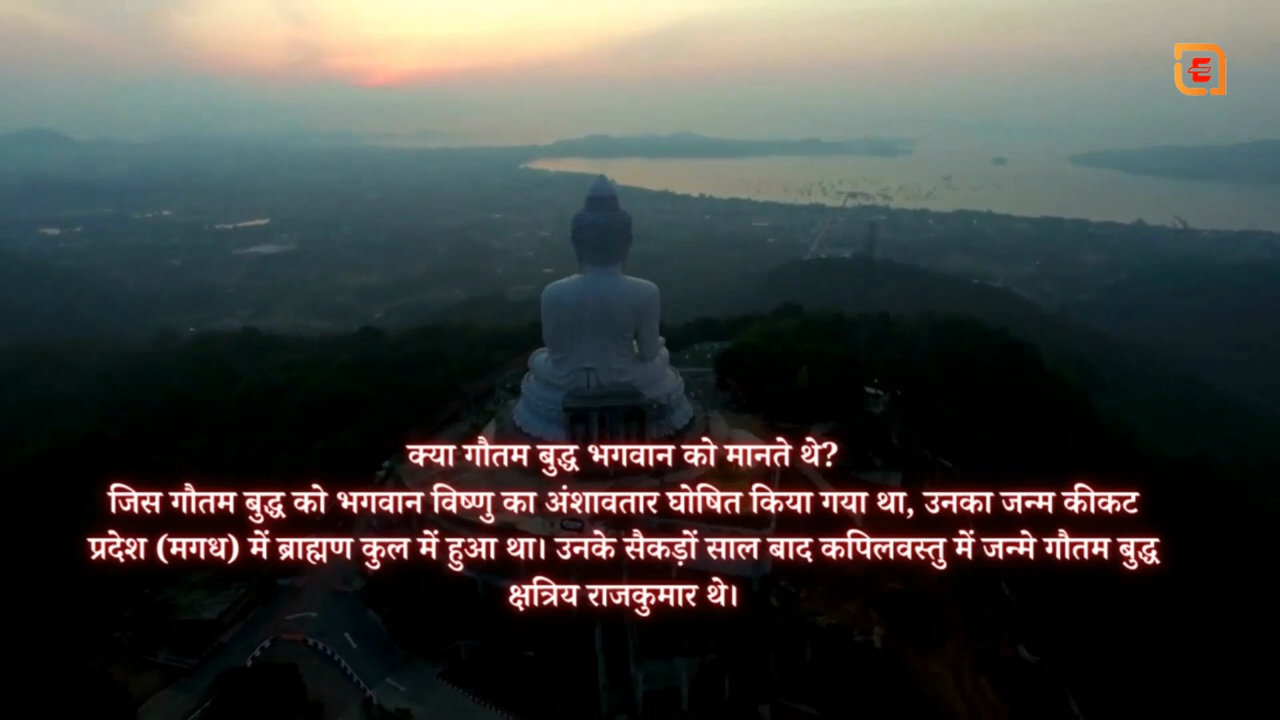 E
क्या गौतम बुद्ध भगवान को मानते थे?
जिस गौतम बुद्ध को भगवान विष्णु का अंशावतार घोषित किया गया था, उनका जन्म कीकट
प्रदेश (मगध) में ब्राह्मण कुल में हुआ था। उनके सैकड़ों साल बाद कपिलवस्तु में जन्मे गौतम बुद्ध
क्षत्रिय राजकुमार थे।